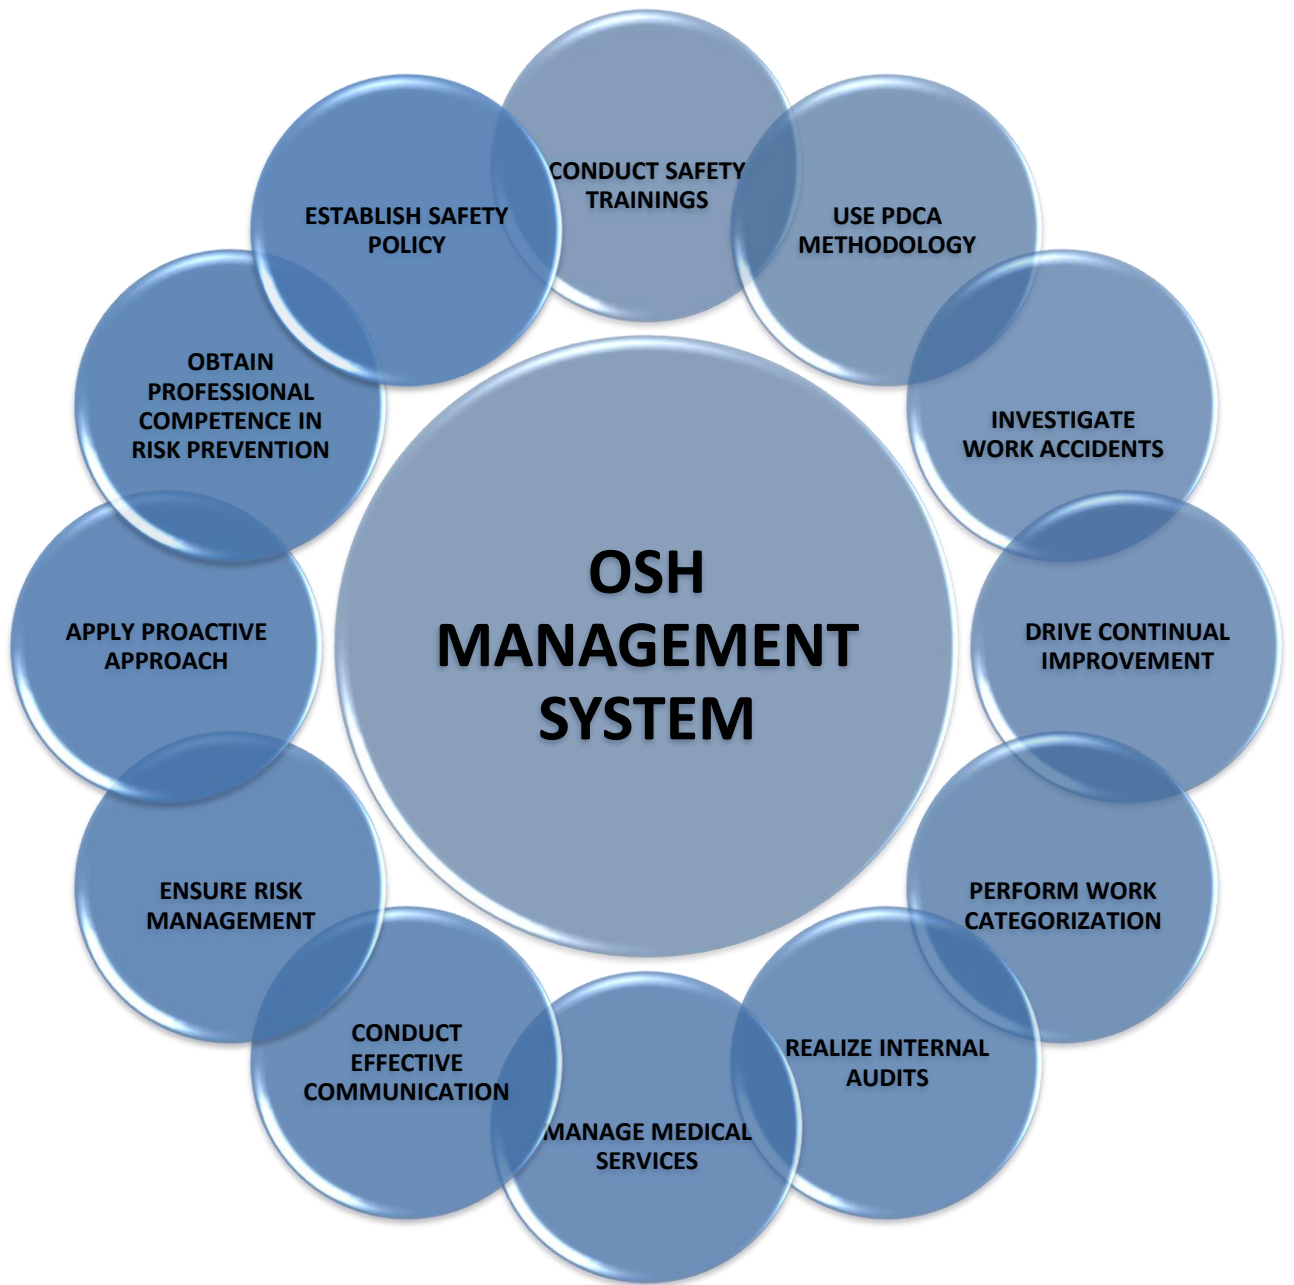 CONDUCT SAFETY
TRAININGS
USE PDCA
METHODOLOGY
INVESTIGATE
WORK ACCIDENTS
DRIVE CONTINUAL
IMPROVEMENT
PERFORM WORK
CATEGORIZATION
REALIZE INTERNAL
AUDITS
MANAGE MEDICAL
SERVICES
CONDUCT
EFFECTIVE
COMMUNICATION
ENSURE RISK
MANAGEMENT
APPLY PROACTIVE
APPROACH
OBTAIN
PROFESSIONAL
COMPETENCE IN
RISK PREVENTION
ESTABLISH SAFETY
POLICY
OSH
MANAGEMENT
SYSTEM